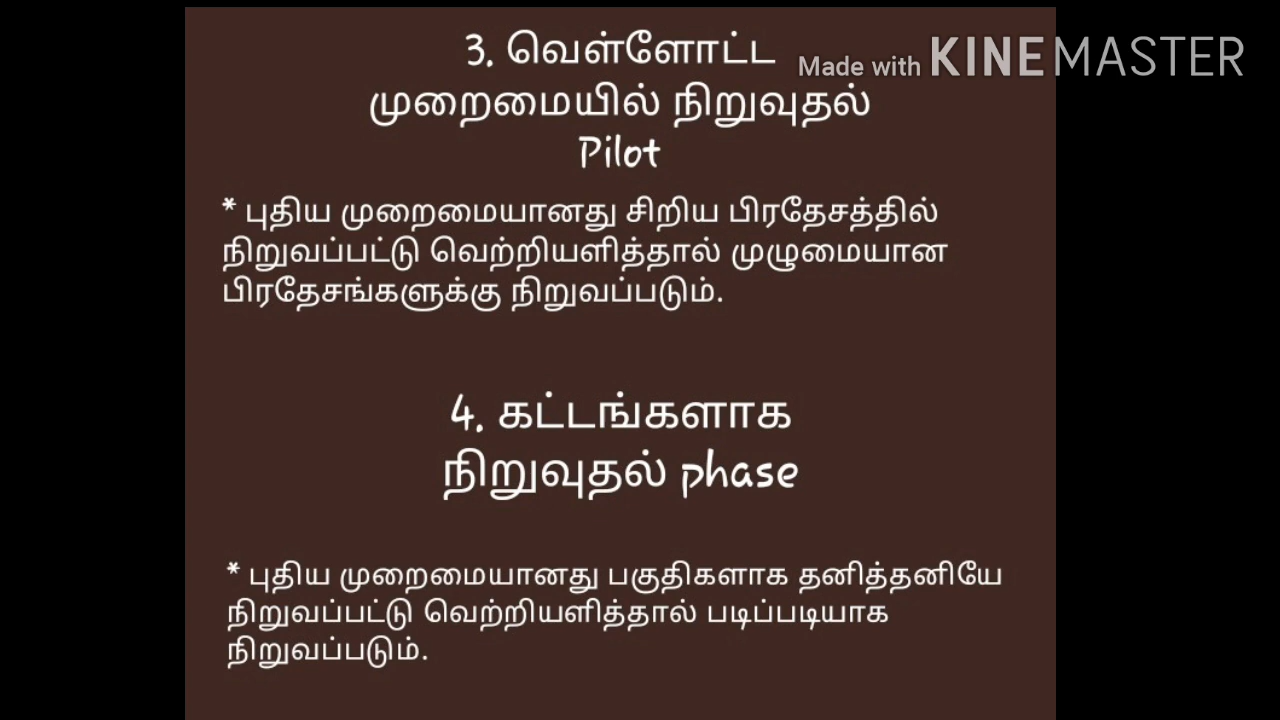 3. வெள்ளோட்ட
Made with KINEMASTER
முறைமையில் நிறுவுதல்
Pilot
* புதிய முறைமையானது சிறிய பிரதேசத்தில்
நிறுவப்பட்டு வெற்றியளித்தால் முழுமையான
பிரதேசங்களுக்கு நிறுவப்படும்.
4. கட்டங்களாக
நிறுவுதல் phase
* புதிய முறைமையானது பகுதிகளாக தனித்தனியே
நிறுவப்பட்டு வெற்றியளித்தால் படிப்படியாக
நிறுவப்படும்.